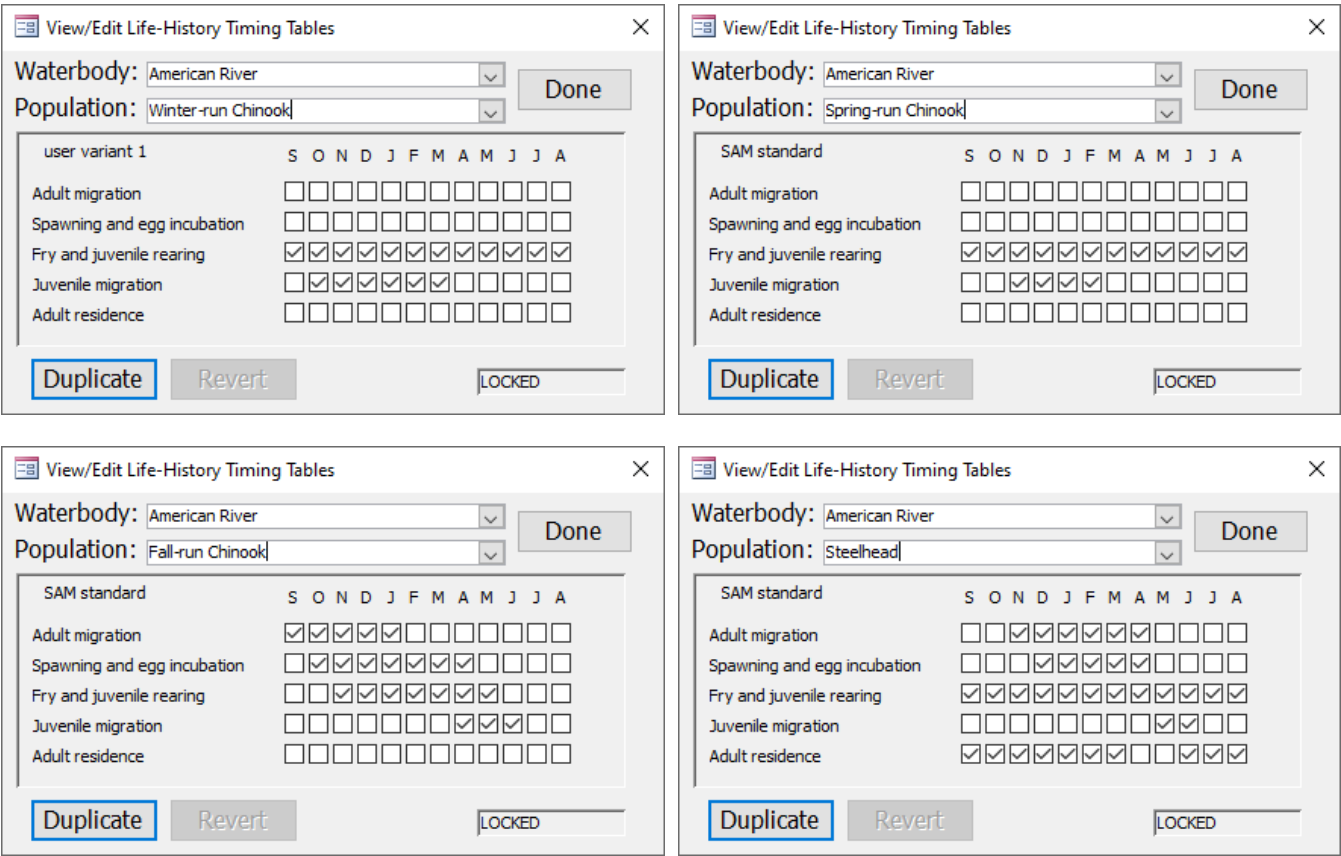 View/Edit Life-History Timing Tables
Waterbody: American River
Done
Population: Winter-run Chinook
user variant 1
S O N D J F M A M J J A
Adult migration
Spawning and egg incubation
Fry and juvenile rearing
Juvenile migration
Adult residence
Duplicate Revert LOCKED
View/Edit Life-History Timing Tables
Waterbody: American River
Done
Population: Spring-run Chinook
SAM standard
S O N D J F M A M J J A
Adult migration
Spawning and egg incubation
Fry and juvenile rearing
Juvenile migration
Adult residence
Duplicate Revert LOCKED
View/Edit Life-History Timing Tables
Waterbody: American River
Done
Population: Fall-run Chinook
SAM standard
S O N D J F M A M J J A
Adult migration
Spawning and egg incubation
Fry and juvenile rearing
Juvenile migration
Adult residence
Duplicate Revert LOCKED
View/Edit Life-History Timing Tables
Waterbody: American River
Done
Population: Steelhead
SAM standard
S O N D J F M A M J J A
Adult migration
Spawning and egg incubation
Fry and juvenile rearing
Juvenile migration
Adult residence
Duplicate Revert LOCKED